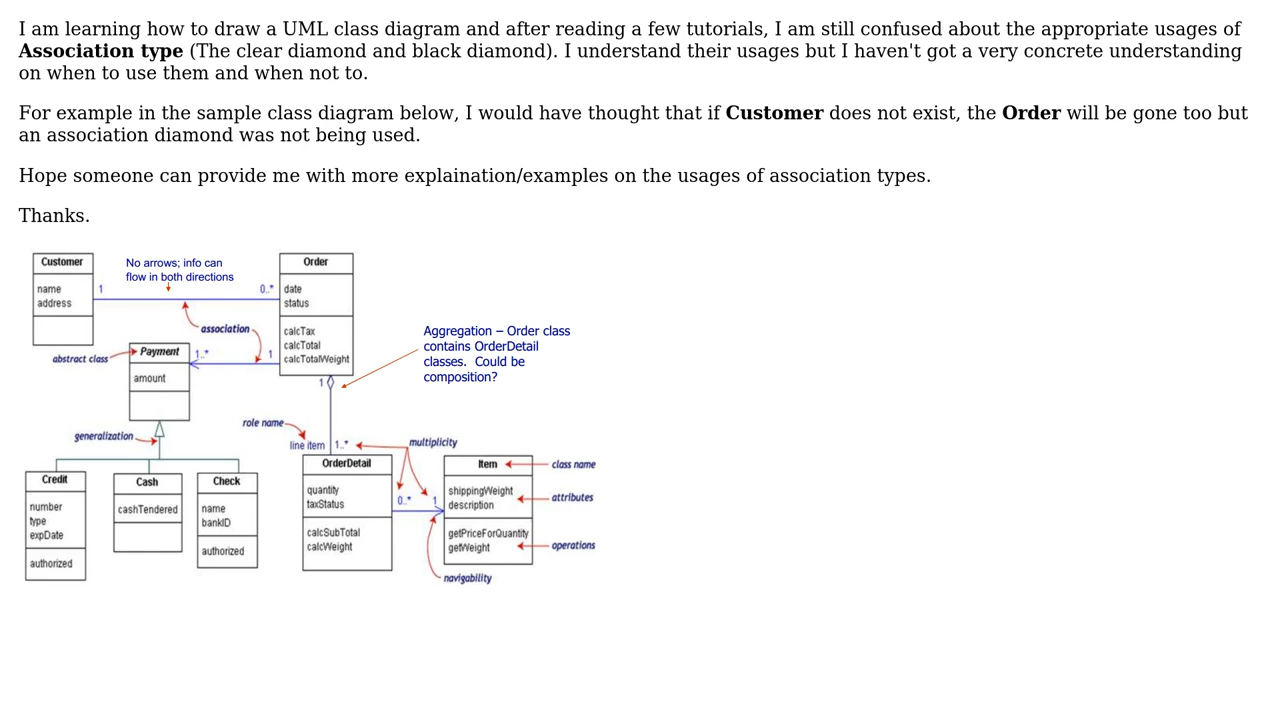 I am learning how to draw a UML class diagram and after reading a few tutorials, I am still confused about the appropriate usages of
Association type (The clear diamond and black diamond). I understand their usages but I haven't got a very concrete understanding
on when to use them and when not to.
For example in the sample class diagram below, I would have thought that if Customer does not exist, the Order will be gone too but
an association diamond was not being used.
Hope someone can provide me with more explaination/examples on the usages of association types.
Thanks.
Customer
name
address
No arrows; info can
flow in both directions
1
0..*
Order
date
status
calcTax
calcTotal
calcTotalWeight
association
abstract class
Payment
amount
1..*
1
Aggregation – Order class
contains OrderDetail
classes. Could be
composition?
1
generalization
role name
line item
1..*
multiplicity
Credit
number
type
expDate
authorized
Cash
cashTendered
Check
name
bankID
authorized
OrderDetail
quantity
taxStatus
calcSubTotal
calcWeight
0..*
1
Item
shippingWeight
description
getPriceForQuantity
getWeight
class name
attributes
operations
navigability